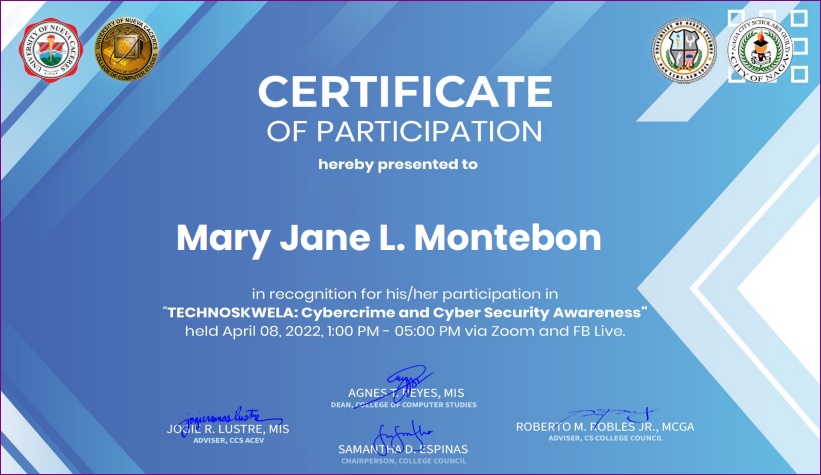 UNIVERSITY OF NUEVA CACERES
UNIVERSITY OF NUEVA CACERES
COLLEGE OF COMPUTER STUDIES
NAGA CITY SCHOLARS GUILD
CITY OF NAGA
CERTIFICATE
OF PARTICIPATION
hereby presented to
Mary Jane L. Montebon
in recognition for his/her participation in
"TECHNOSKWELA: Cybercrime and Cyber Security Awareness"
held April 08, 2022, 1:00 PM - 05:00 PM via Zoom and FB Live.
AGNES T. REYES, MIS
DEAN, COLLEGE OF COMPUTER STUDIES
JOGIE R. LUSTRE, MIS
ADVISER, CCS ACEV
SAMANTHA D. ESPINAS
CHAIRPERSON, COLLEGE COUNCIL
ROBERTO M. ROBLES JR., MCGA
ADVISER, CS COLLEGE COUNCIL